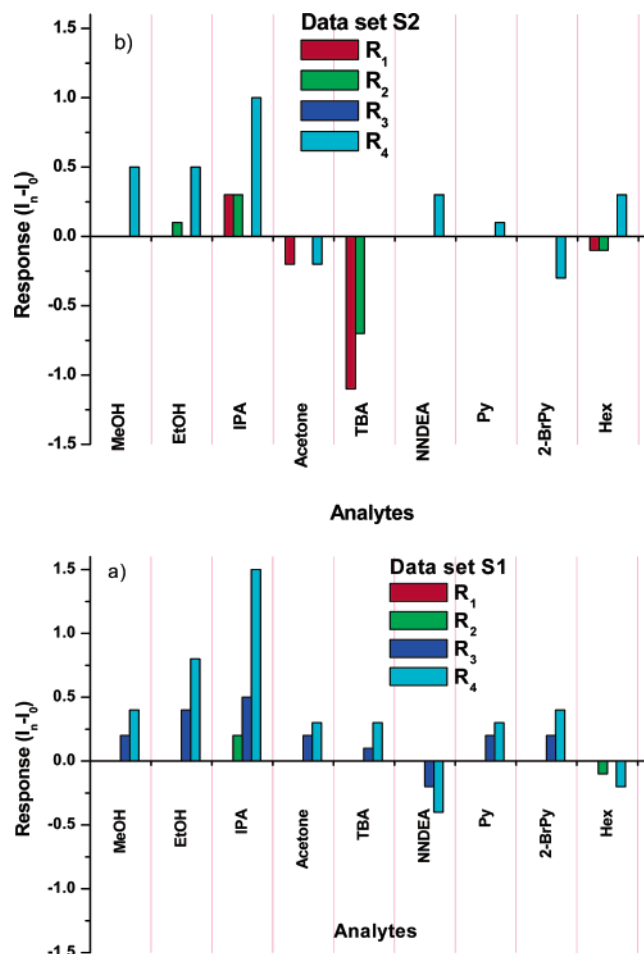 b)
Data set S2
R1
R2
R3
R4
1.5
1.0
0.5
0.0
-0.5
-1.0
-1.5
Response (In-I0)
MeOH
EtOH
IPA
Acetone
TBA
NNDEA
Py
2-BrPy
Hex
Analytes
a)
Data set S1
R1
R2
R3
R4
1.5
1.0
0.5
0.0
-0.5
-1.0
-1.5
Response (In-I0)
MeOH
EtOH
IPA
Acetone
TBA
NNDEA
Py
2-BrPy
Hex
Analytes